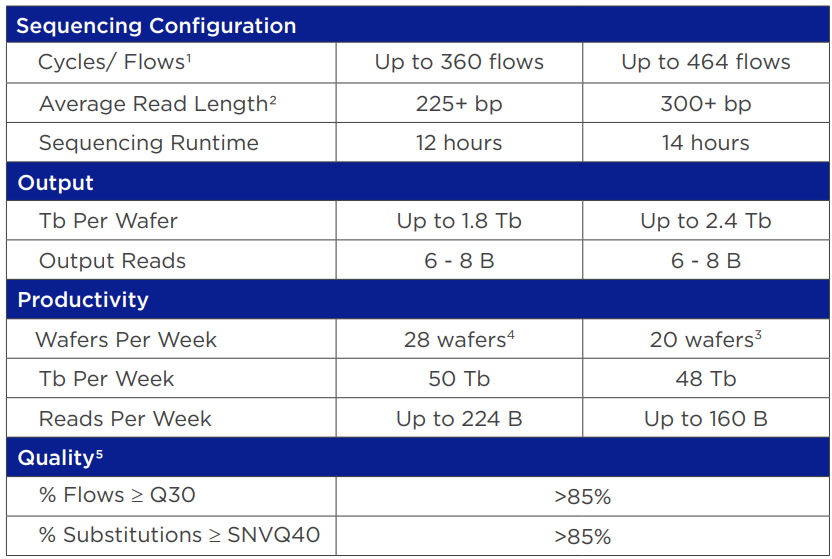 Sequencing Configuration
Cycles/ Flows¹ Up to 360 flows Up to 464 flows
Average Read Length² 225+ bp 300+ bp
Sequencing Runtime 12 hours 14 hours
Output
Tb Per Wafer Up to 1.8 Tb Up to 2.4 Tb
Output Reads 6 - 8 B 6 - 8 B
Productivity
Wafers Per Week 28 wafers⁴ 20 wafers³
Tb Per Week 50 Tb 48 Tb
Reads Per Week Up to 224 B Up to 160 B
Quality⁵
% Flows ≥ Q30 >85%
% Substitutions ≥ SNVQ40 >85%